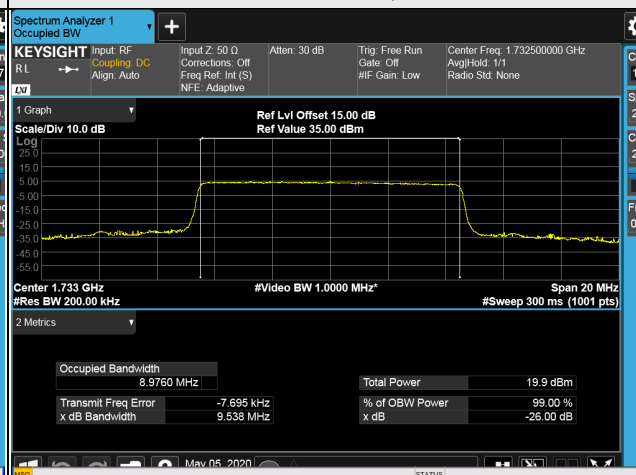 Spectrum Analyzer 1
Occupied BW
KEYSIGHT
R L
LXI
Input: RF
Coupling: DC
Align: Auto
Input Z: 50 Ω
Corrections: Off
Freq Ref: Int (S)
NFE: Adaptive
Atten: 30 dB
Trig: Free Run
Gate: Off
#IF Gain: Low
Center Freq: 1.732500000 GHz
Avg|Hold: 1/1
Radio Std: None
1 Graph
Ref Lvl Offset 15.00 dB
Scale/Div 10.0 dB
Ref Value 35.00 dBm
Log
25.0
15.0
5.00
-5.00
-15.0
-25.0
-35.0
-45.0
-55.0
Center 1.733 GHz
#Video BW 1.0000 MHz*
Span 20 MHz
#Res BW 200.00 kHz
#Sweep 300 ms (1001 pts)
2 Metrics
Occupied Bandwidth
8.9760 MHz
Total Power 19.9 dBm
Transmit Freq Error -7.695 kHz
% of OBW Power 99.00 %
x dB Bandwidth 9.538 MHz
x dB -26.00 dB
May 05, 2020
MSG
STATUS